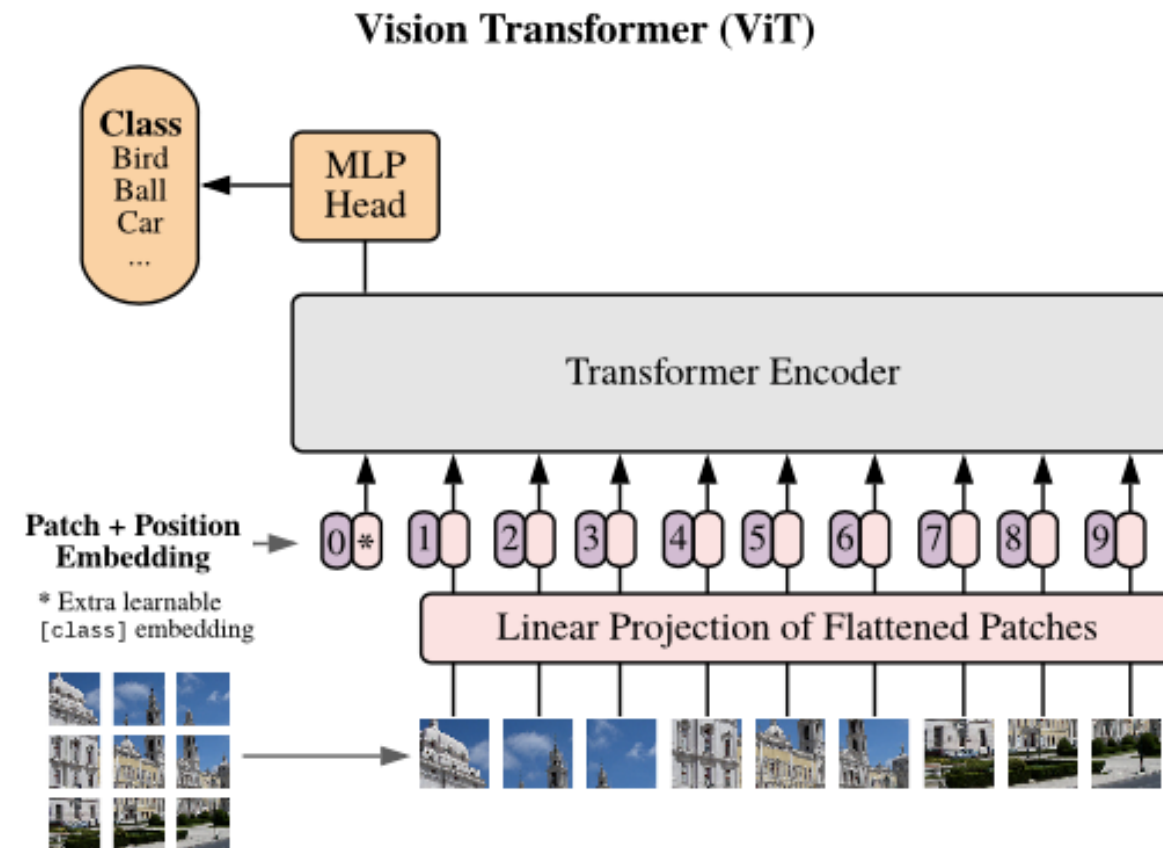 Vision Transformer (ViT)
Class
Bird
Ball
Car
...
MLP
Head
Transformer Encoder
Patch + Position
Embedding
0 * 1 2 3 4 5 6 7 8 9
* Extra learnable
[class] embedding
Linear Projection of Flattened Patches